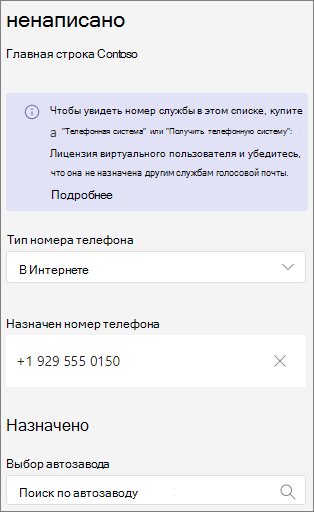 ненаписано
Главная строка Contoso
Чтобы увидеть номер службы в этом списке, купите
а "Телефонная система" или "Получить телефонную систему":
Лицензия виртуального пользователя и убедитесь,
что она не назначена другим службам голосовой почты.
Подробнее
Тип номера телефона
В Интернете
Назначен номер телефона
+1 929 555 0150
Назначено
Выбор автозавода
Поиск по автозаводу